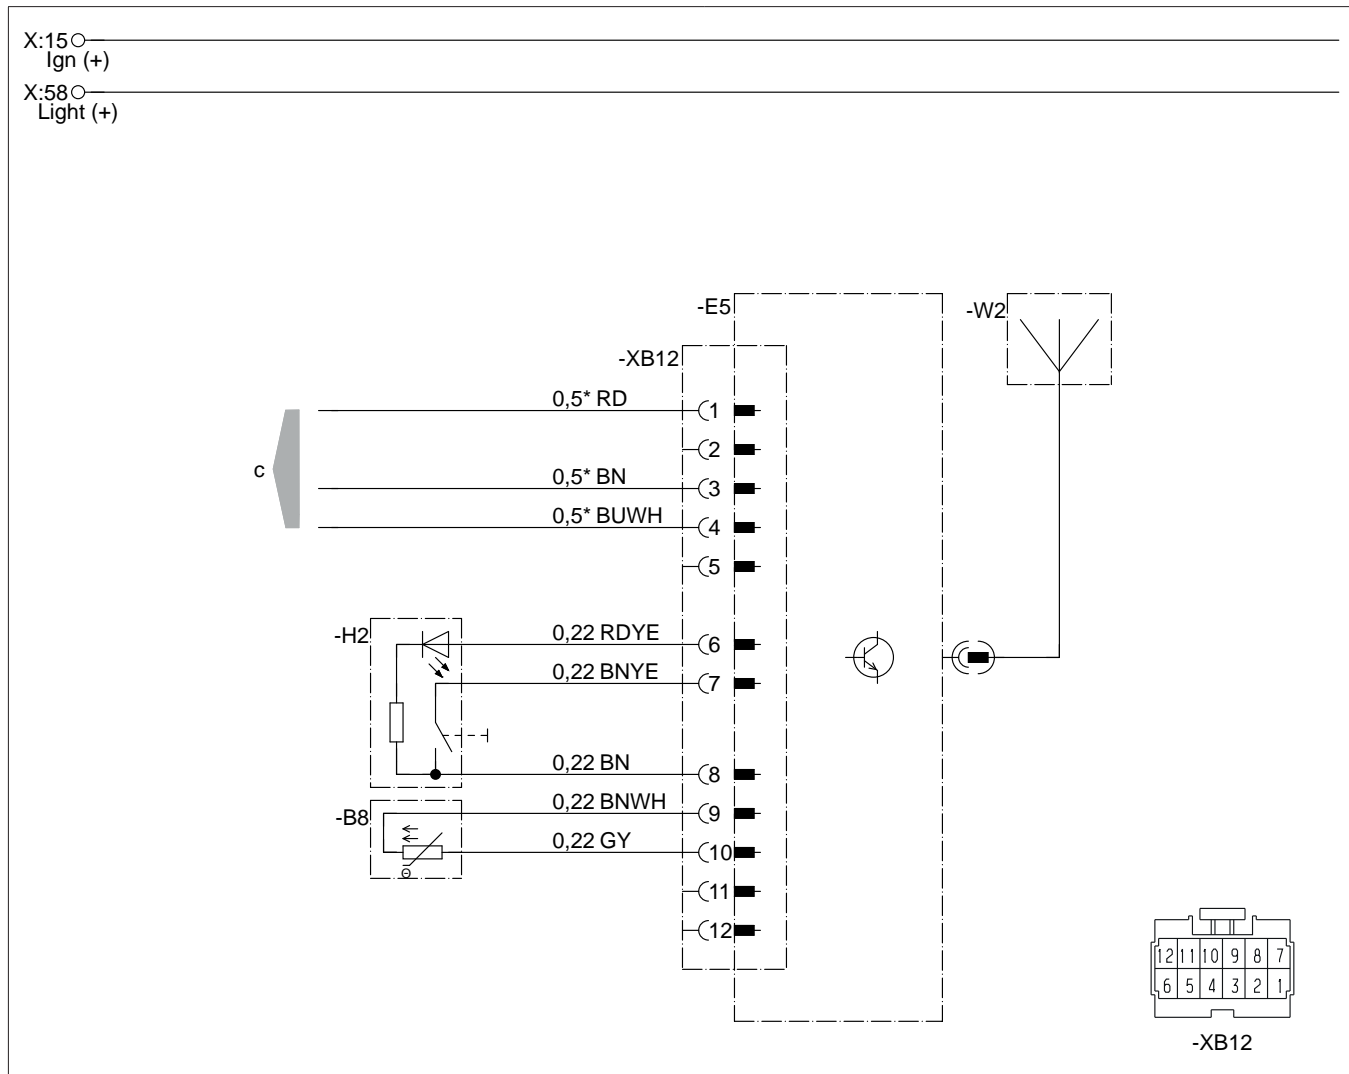 X:15
Ign (+)
X:58
Light (+)
-E5
-W2
-XB12
0,5* RD
1
2
c
0,5* BN
3
0,5* BUWH
4
5
-H2
0,22 RDYE
6
0,22 BNYE
7
0,22 BN
8
-B8
0,22 BNWH
9
0,22 GY
10
Θ
11
12
12 11 10 9 8 7
6 5 4 3 2 1
-XB12